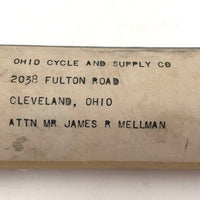 OHIO CYCLE AND SUPPLY CO
2038 FULTON ROAD
CLEVELAND, OHIO
ATTN MR JAMES R MELLMAN